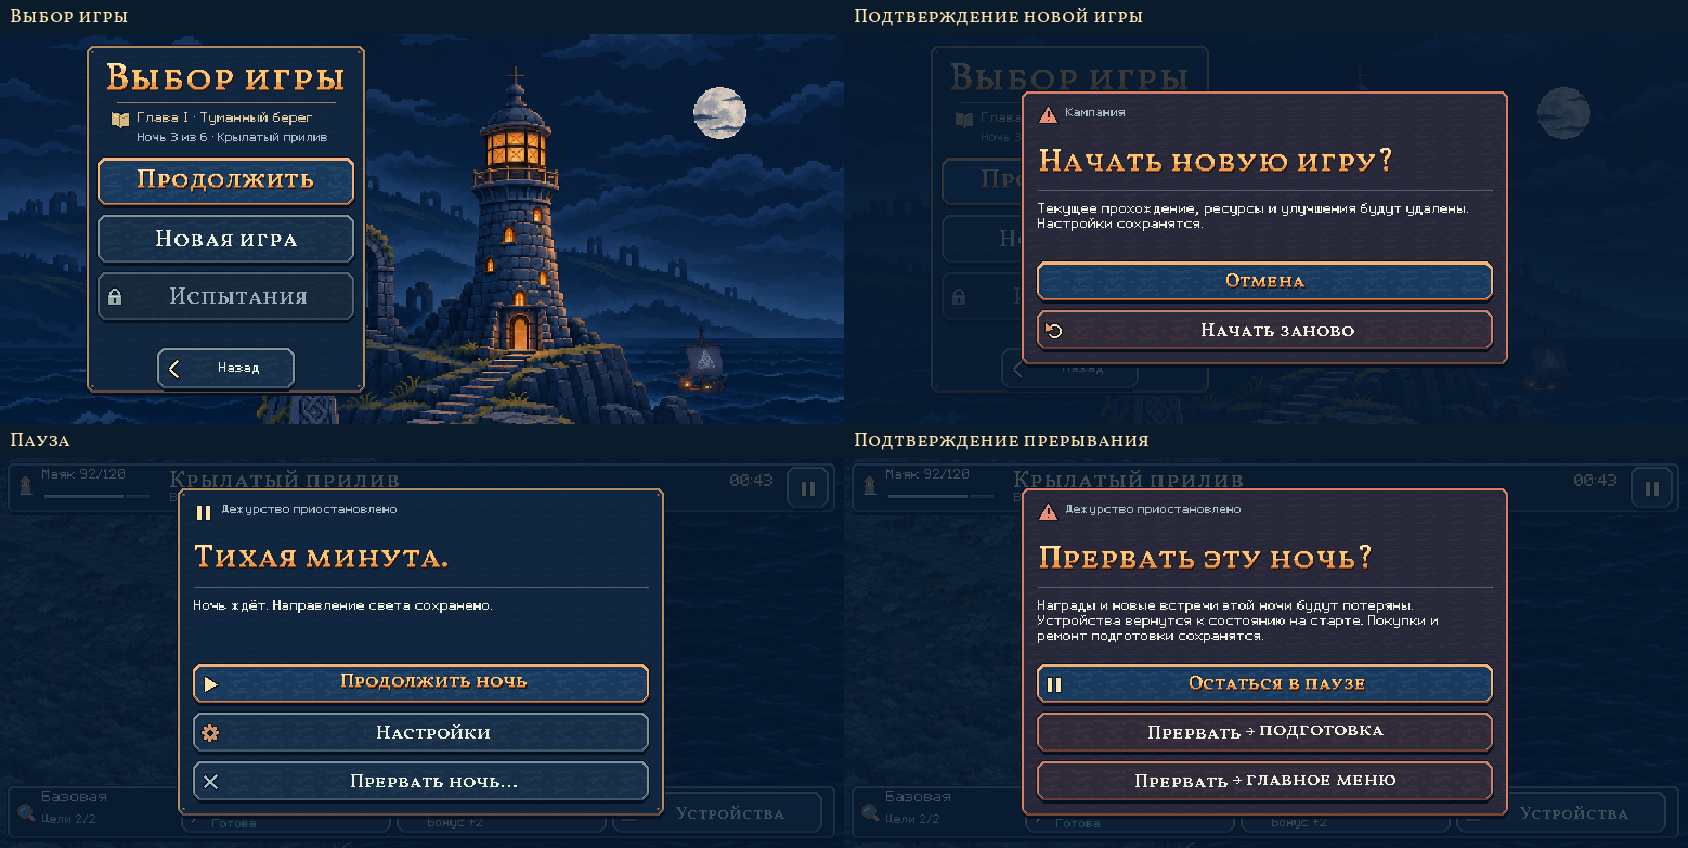 Выбор игры
Выбор игры
Глава I · Туманный берег
Ночь 3 из 6 · Крылатый прилив
Продолжить
Новая игра
Испытания
Назад
Подтверждение новой игры
Выбор игры
Кампания
Начать новую игру?
Текущее прохождение, ресурсы и улучшения будут удалены.
Настройки сохранятся.
Отмена
Начать заново
Назад
Пауза
Маяк 92/120
Крылатый прилив
00:43
Дежурство приостановлено
Тихая минута.
Ночь ждёт. Направление света сохранено.
Продолжить ночь
Настройки
Прервать ночь...
Базовая
Цели 2/2
Готова
Бонус +2
Устройства
Подтверждение прерывания
Маяк 92/120
Крылатый прилив
00:43
Дежурство приостановлено
Прервать эту ночь?
Награды и новые встречи этой ночи будут потеряны.
Устройства вернутся к состоянию на старте. Покупки и
ремонт подготовки сохранятся.
Остаться в паузе
Прервать → подготовка
Прервать → главное меню
Базовая
Цели 2/2
Готова
Бонус +2
Устройства